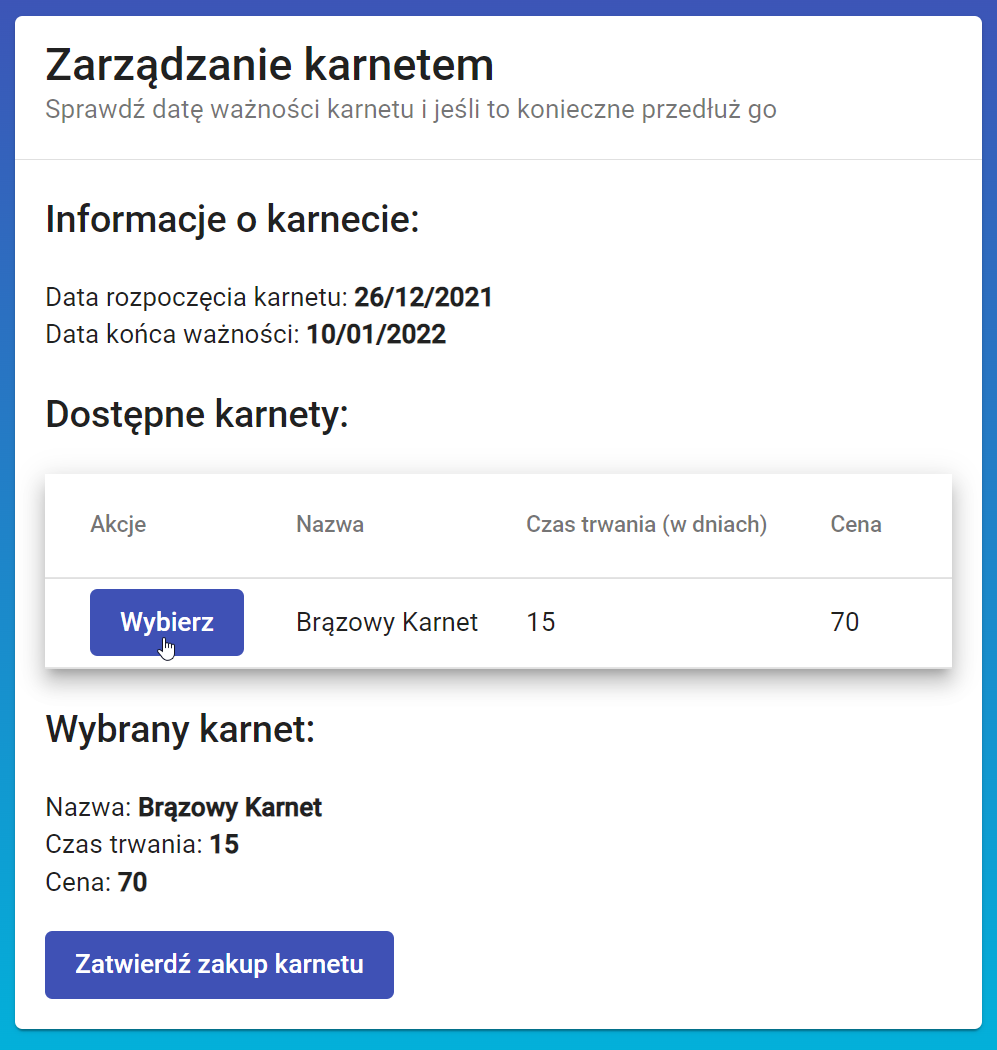 Zarządzanie karnetem
Sprawdź datę ważności karnetu i jeśli to konieczne przedłuż go
Informacje o karnecie:
Data rozpoczęcia karnetu: 26/12/2021
Data końca ważności: 10/01/2022
Dostępne karnety:
Akcje Nazwa Czas trwania (w dniach) Cena
Wybierz Brązowy Karnet 15 70
Wybrany karnet:
Nazwa: Brązowy Karnet
Czas trwania: 15
Cena: 70
Zatwierdź zakup karnetu